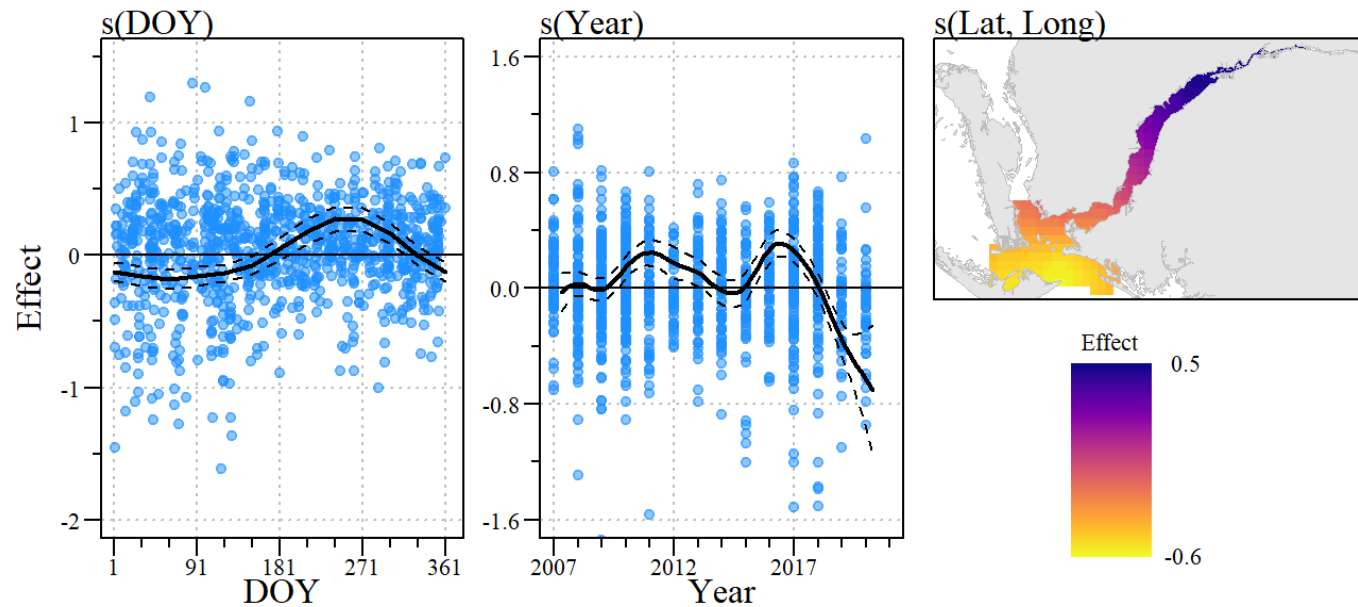 s(DOY)
s(Year)
s(Lat, Long)
Effect
1
0
-1
-2
1
91
181
271
361
DOY
1.6
0.8
0.0
-0.8
-1.6
2007
2012
2017
Year
Effect
0.5
-0.6